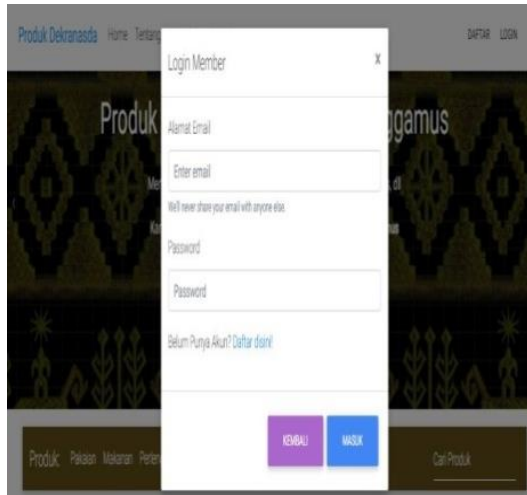 Produk Dekranasda Home Tentang DAFTAR LOGIN
Login Member X
Produk ggamus
Alamat Email
Enter email
We'll never share your email with anyone else.
Password
Password
Belum Punya Akun? Daftar disini!
KEMBALI MASUK
Produk: Pakaian Makanan Cari Produk